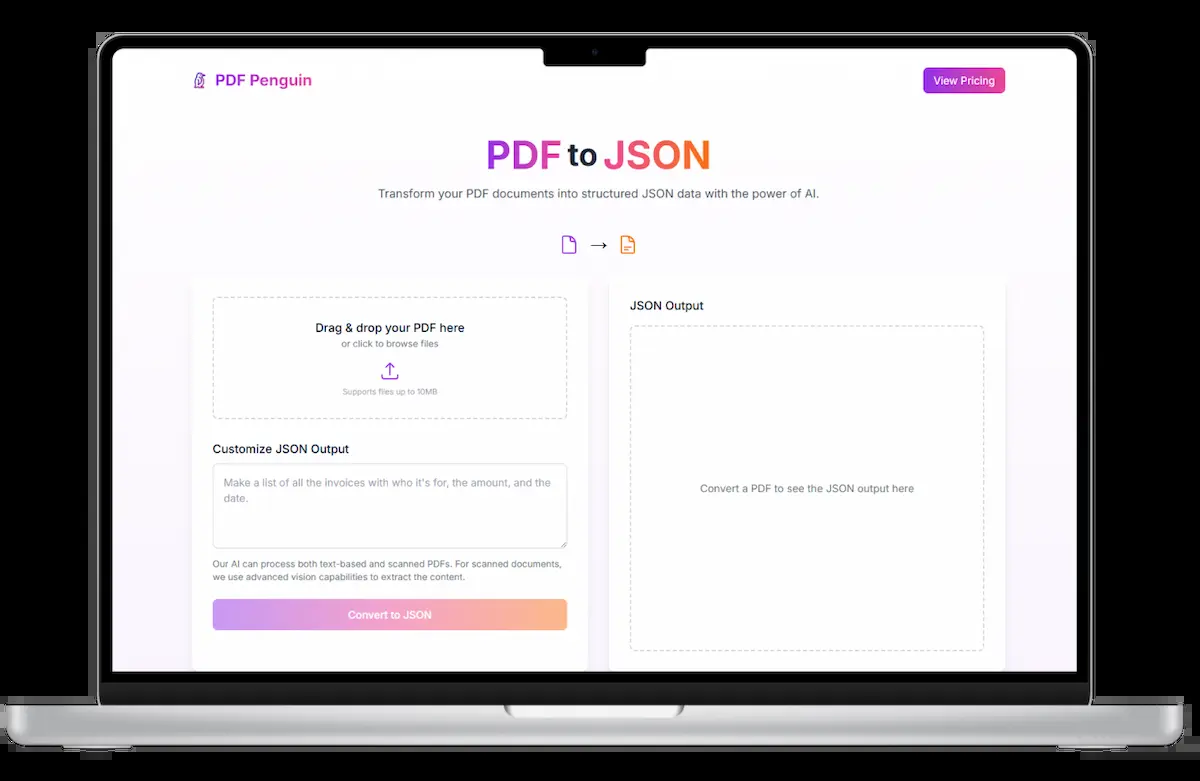 PDF Penguin
View Pricing
PDF to JSON
Transform your PDF documents into structured JSON data with the power of AI.
Drag & drop your PDF here
or click to browse files
Supports files up to 10MB
Customize JSON Output
Make a list of all the invoices with who it's for, the amount, and the
date.
Our AI can process both text-based and scanned PDFs. For scanned documents,
we use advanced vision capabilities to extract the content.
Convert to JSON
JSON Output
Convert a PDF to see the JSON output here